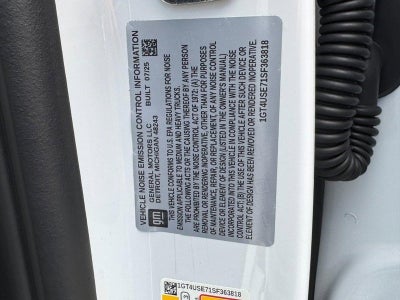 VEHICLE NOISE EMISSION CONTROL INFORMATION
GENERAL MOTORS LLC BUILT 07/25
DETROIT, MICHIGAN 48243
THIS VEHICLE CONFORMS TO U.S. EPA REGULATIONS FOR NOISE
EMISSION APPLICABLE TO MEDIUM AND HEAVY TRUCKS.
THE FOLLOWING ACTS OR THE CAUSING THEREOF BY ANY PERSON
ARE PROHIBITED BY THE NOISE CONTROL ACT OF 1972: (A) THE
REMOVAL OR RENDERING INOPERATIVE, OTHER THAN FOR PURPOSES
OF MAINTENANCE, REPAIR, OR REPLACEMENT, OF ANY NOISE CONTROL
DEVICE OR ELEMENT OF DESIGN (LISTED IN THE OWNER'S MANUAL)
INCORPORATED INTO THIS VEHICLE IN COMPLIANCE WITH THE NOISE
CONTROL ACT; (B) THE USE OF THIS VEHICLE AFTER SUCH DEVICE OR
ELEMENT OF DESIGN HAS BEEN REMOVED OR RENDERED INOPERATIVE.
1GT4USE71SF363818
gm
1GT4USE71SF363818